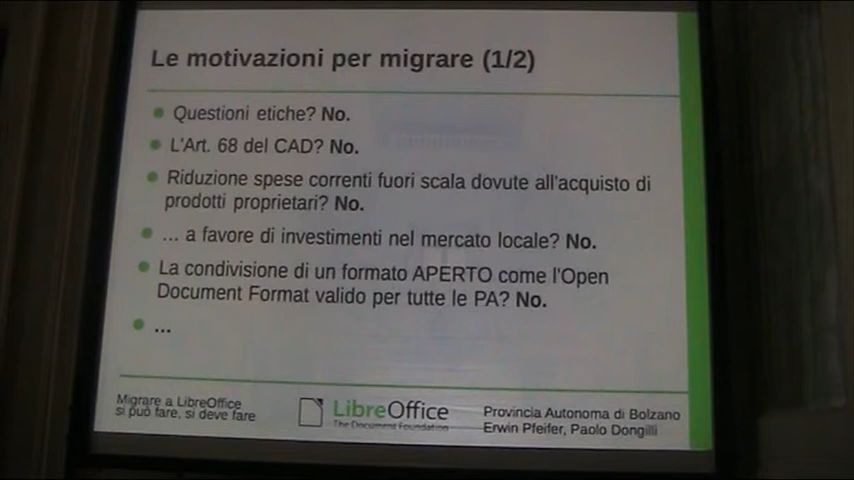 Le motivazioni per migrare (1/2)
Questioni etiche? No.
L'Art. 68 del CAD? No.
Riduzione spese correnti fuori scala dovute all'acquisto di
prodotti proprietari? No.
... a favore di investimenti nel mercato locale? No.
La condivisione di un formato APERTO come l'Open
Document Format valido per tutte le PA? No.
...
Migrare a LibreOffice
si può fare, si deve fare
LibreOffice
The Document Foundation
Provincia Autonoma di Bolzano
Erwin Pfeifer, Paolo Dongilli